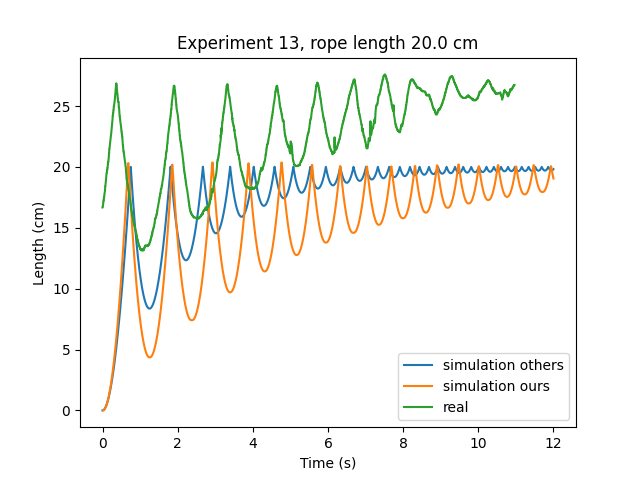 Experiment 13, rope length 20.0 cm
Length (cm)
25
20
15
10
5
0
simulation others
simulation ours
real
0 2 4 6 8 10 12
Time (s)